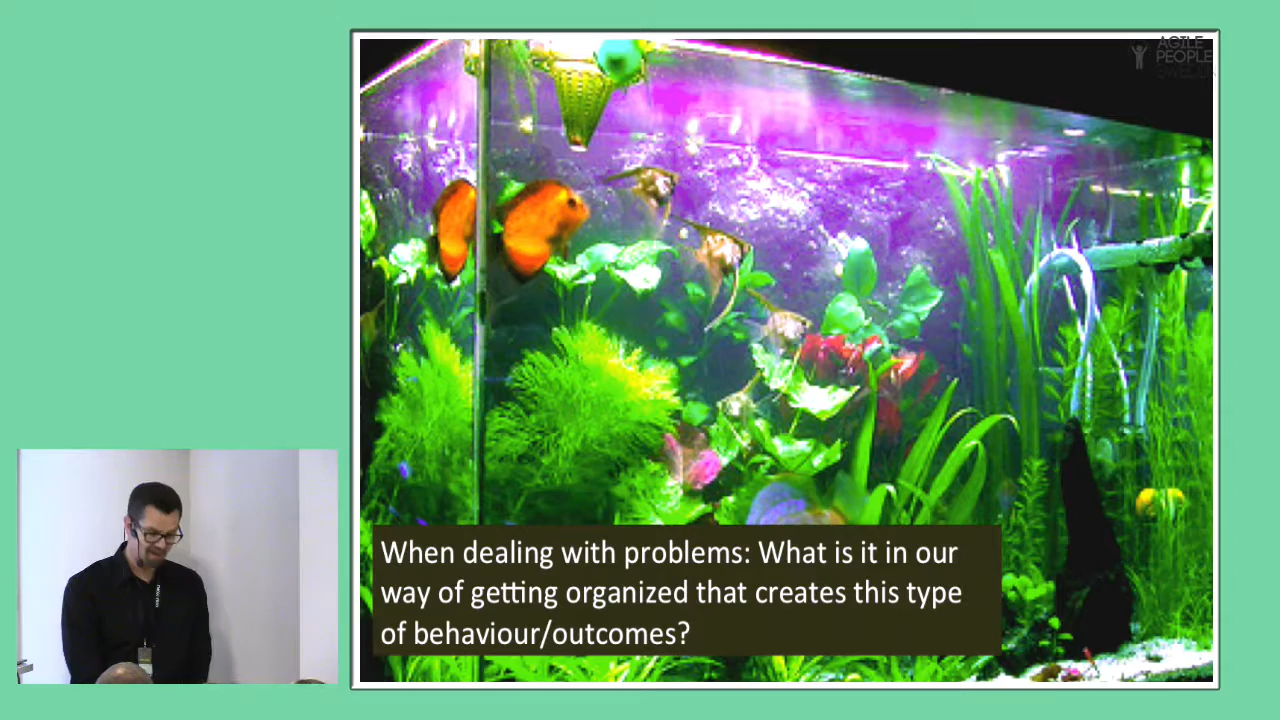 AGILE
PEOPLE
SWEDEN
When dealing with problems: What is it in our
way of getting organized that creates this type
of behaviour/outcomes?